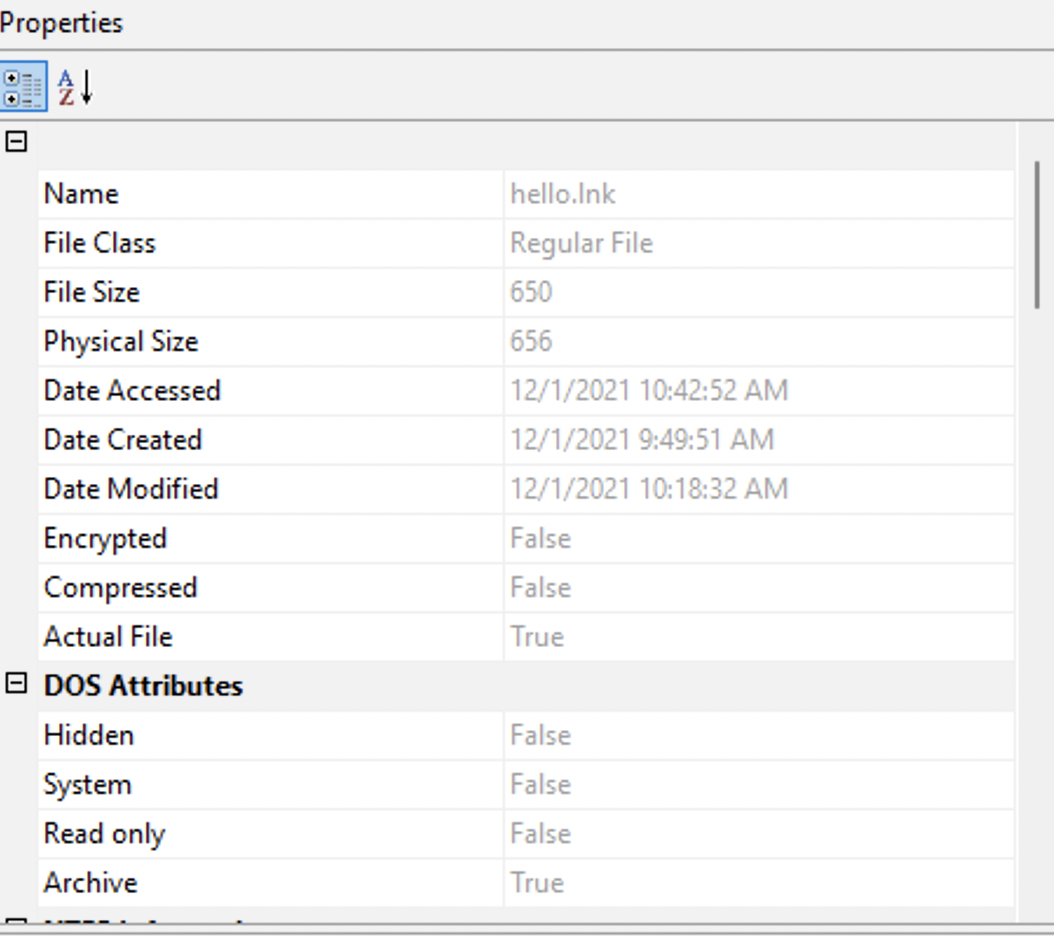 Properties
A
Z
Name hello.lnk
File Class Regular File
File Size 650
Physical Size 656
Date Accessed 12/1/2021 10:42:52 AM
Date Created 12/1/2021 9:49:51 AM
Date Modified 12/1/2021 10:18:32 AM
Encrypted False
Compressed False
Actual File True
DOS Attributes
Hidden False
System False
Read only False
Archive True